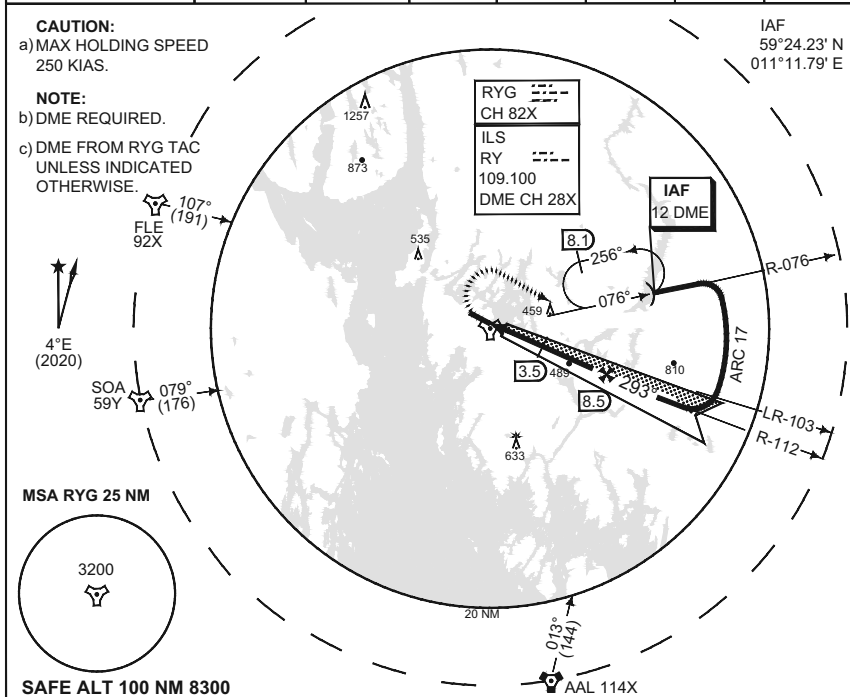 CAUTION:
a) MAX HOLDING SPEED
250 KIAS.
NOTE:
b) DME REQUIRED.
c) DME FROM RYG TAC
UNLESS INDICATED
OTHERWISE.
IAF
59°24.23' N
011°11.79' E
RYG
CH 82X
ILS
RY
109.100
DME CH 28X
IAF
12 DME
1257
873
535
459
107°
(191)
FLE
92X
8.1
256°
076°
R-076
4°E
(2020)
SOA
59Y
079°
(176)
3.5
489
293°
8.5
810
ARC 17
LR-103
R-112
633
MSA RYG 25 NM
3200
20 NM
013°
(144)
AAL 114X
SAFE ALT 100 NM 8300